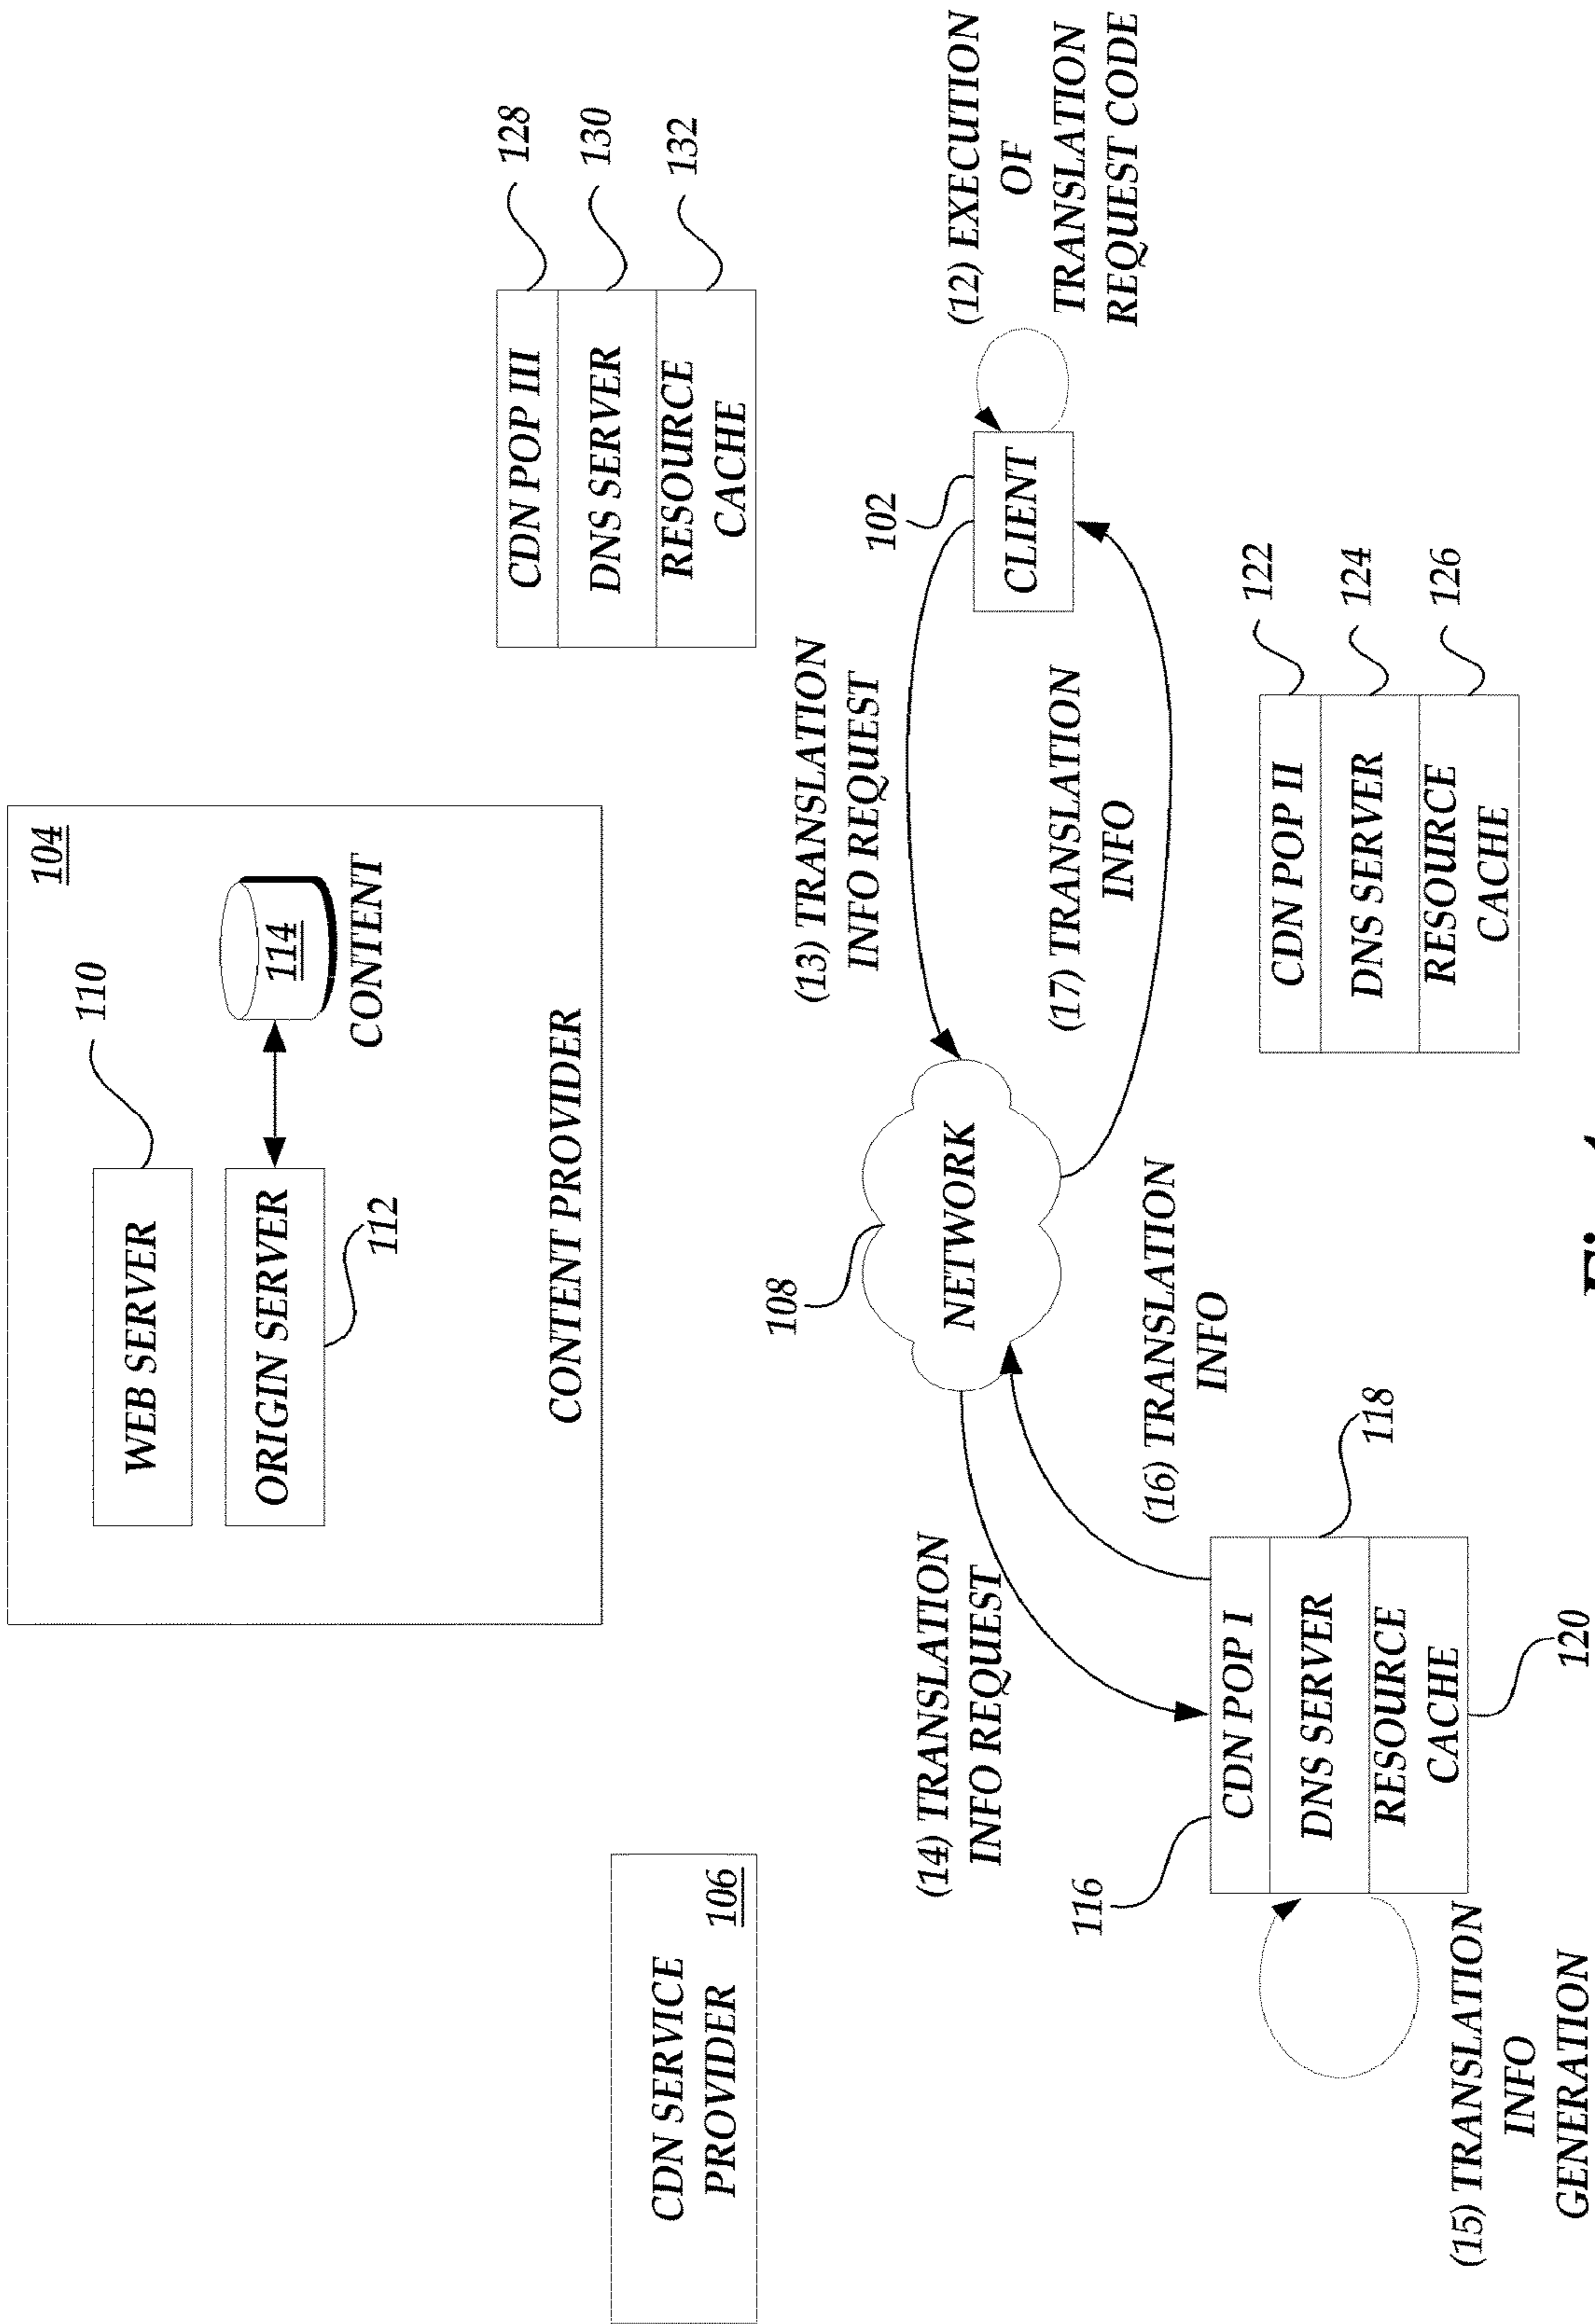 104
WEB SERVER
110
ORIGIN SERVER
112
114
CONTENT
CONTENT PROVIDER
CDN SERVICE
PROVIDER
106
CDN POP III
DNS SERVER
RESOURCE
CACHE
128
130
132
108
NETWORK
(13) TRANSLATION
INFO REQUEST
102
CLIENT
(12) EXECUTION
OF
TRANSLATION
REQUEST CODE
(14) TRANSLATION
INFO REQUEST
(17) TRANSLATION
INFO
(16) TRANSLATION
INFO
116
CDN POP I
DNS SERVER
RESOURCE
CACHE
118
120
CDN POP II
DNS SERVER
RESOURCE
CACHE
122
124
126
(15) TRANSLATION
INFO
GENERATION